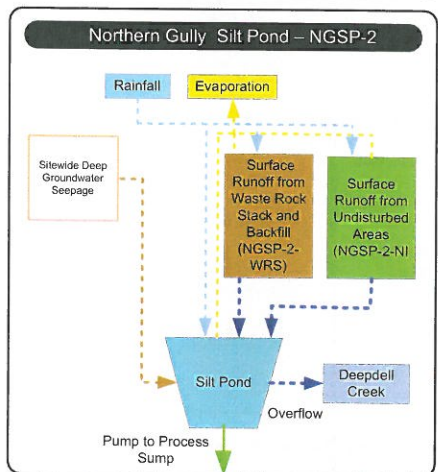 Northern Gully Silt Pond – NGSP-2
Rainfall
Evaporation
Sitewide Deep
Groundwater
Seepage
Surface
Runoff from
Waste Rock
Stack and
Backfill
(NGSP-2-
WRS)
Surface
Runoff from
Undisturbed
Areas
(NGSP-2-NI
Silt Pond
Deepdell
Creek
Overflow
Pump to Process
Sump